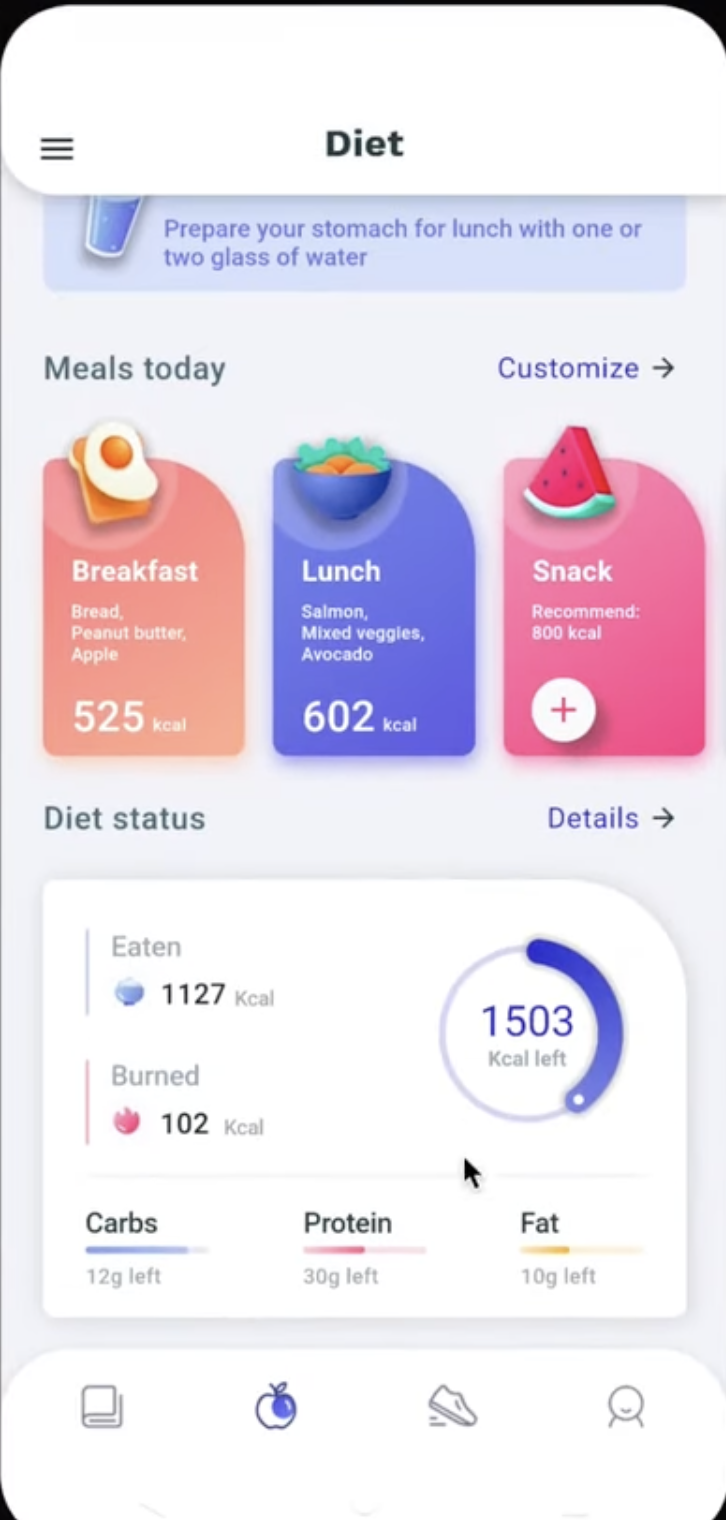 Diet
Prepare your stomach for lunch with one or
two glass of water
Meals today
Customize →
Breakfast
Bread,
Peanut butter,
Apple
525 kcal
Lunch
Salmon,
Mixed veggies,
Avocado
602 kcal
Snack
Recommend:
800 kcal
+
Diet status
Details →
Eaten
1127 Kcal
Burned
102 Kcal
1503
Kcal left
Carbs
12g left
Protein
30g left
Fat
10g left